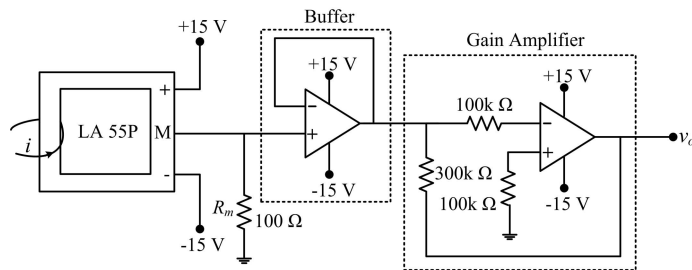 Buffer
Gain Amplifier
+15 V
+15 V
+15 V
+
LA 55P
M
i
-
-15 V
R_m
100 Ω
−
+
-15 V
100k Ω
−
+
300k Ω
100k Ω
-15 V
v_o